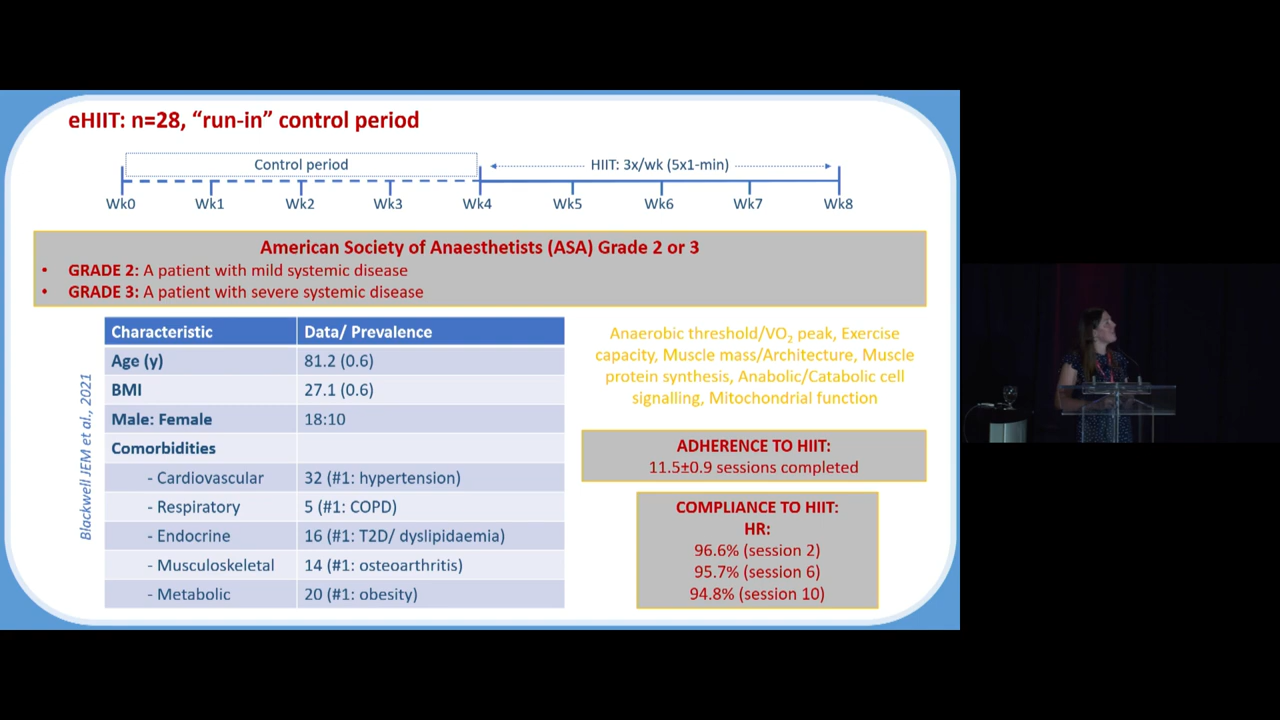 eHIIT: n=28, “run-in” control period
Control period
HIIT: 3x/wk (5x1-min)
Wk0 Wk1 Wk2 Wk3 Wk4 Wk5 Wk6 Wk7 Wk8
American Society of Anaesthetists (ASA) Grade 2 or 3
• GRADE 2: A patient with mild systemic disease
• GRADE 3: A patient with severe systemic disease
Blackwell JEM et al., 2021
Characteristic Data/ Prevalence
Age (y) 81.2 (0.6)
BMI 27.1 (0.6)
Male: Female 18:10
Comorbidities
- Cardiovascular 32 (#1: hypertension)
- Respiratory 5 (#1: COPD)
- Endocrine 16 (#1: T2D/ dyslipidaemia)
- Musculoskeletal 14 (#1: osteoarthritis)
- Metabolic 20 (#1: obesity)
Anaerobic threshold/VO₂ peak, Exercise
capacity, Muscle mass/Architecture, Muscle
protein synthesis, Anabolic/Catabolic cell
signalling, Mitochondrial function
ADHERENCE TO HIIT:
11.5±0.9 sessions completed
COMPLIANCE TO HIIT:
HR:
96.6% (session 2)
95.7% (session 6)
94.8% (session 10)